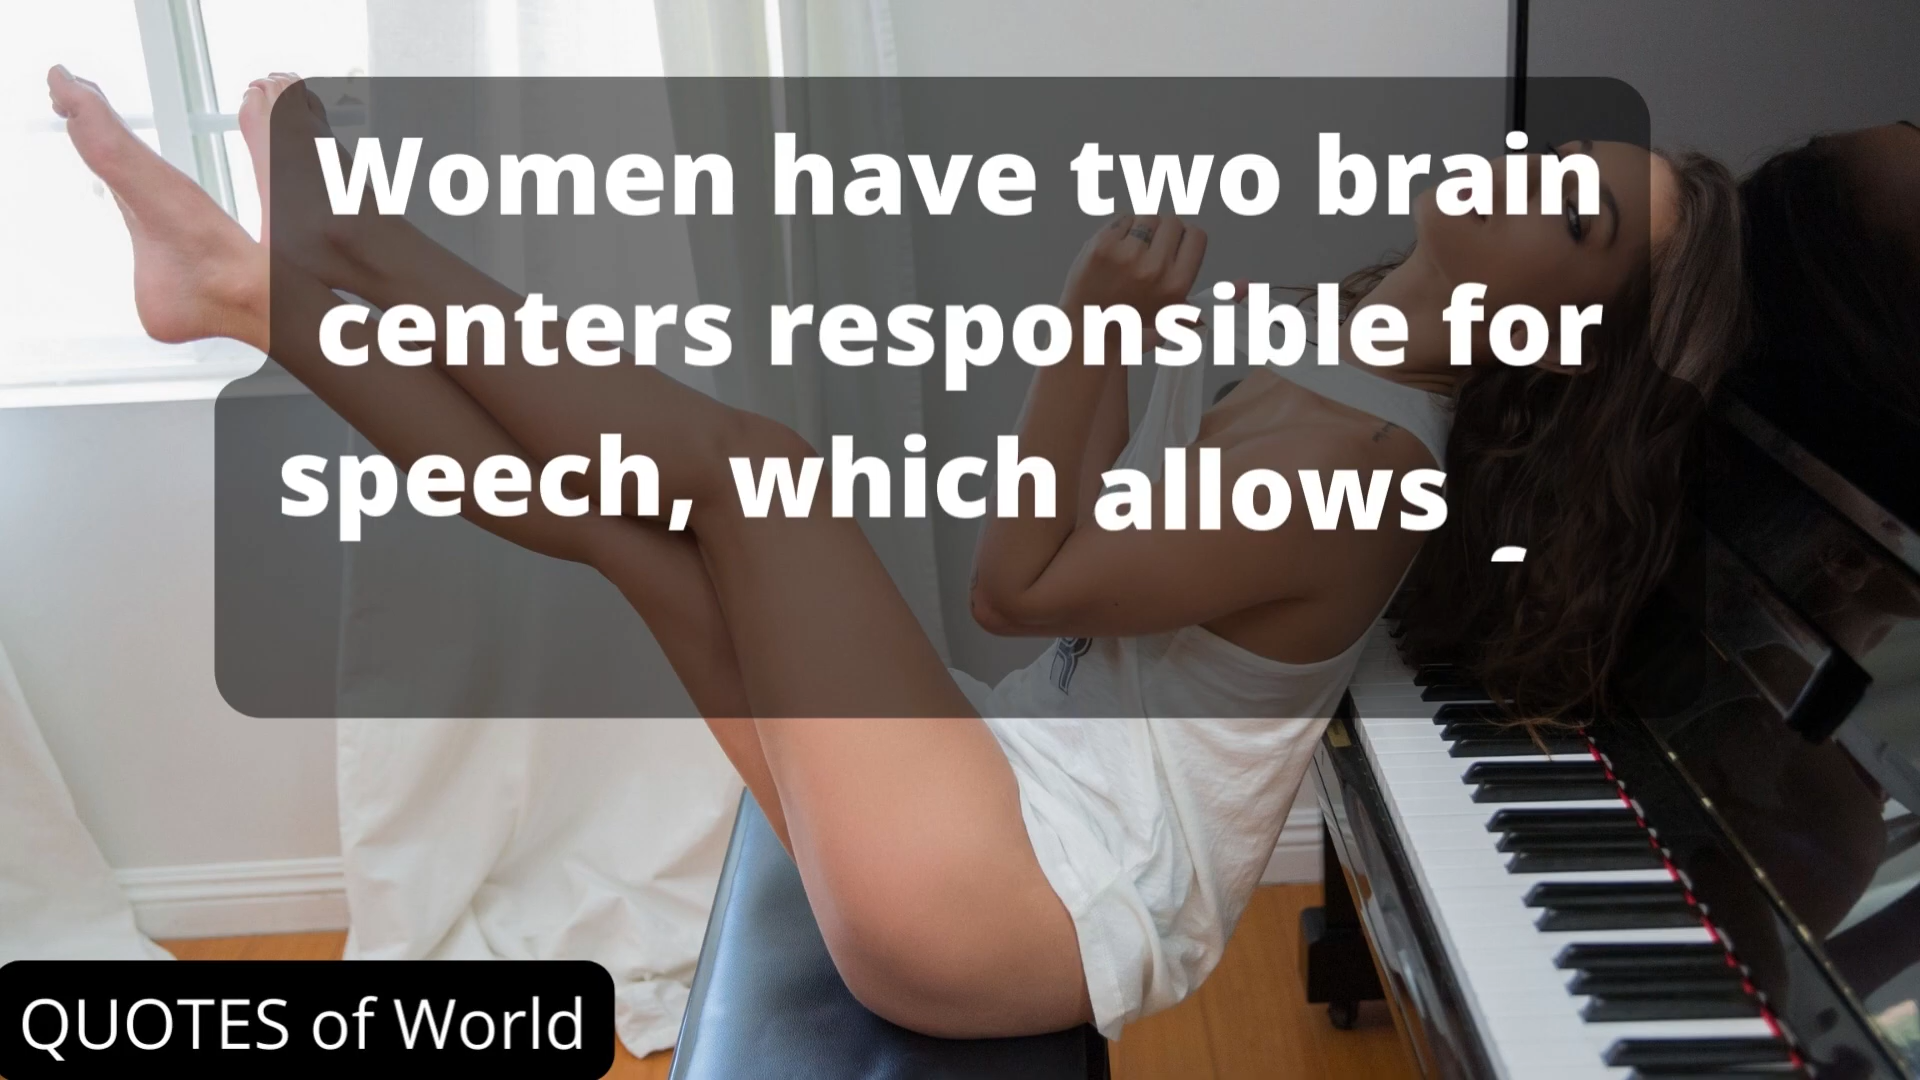 Women have two brain
centers responsible for
speech, which allows
QUOTES of World